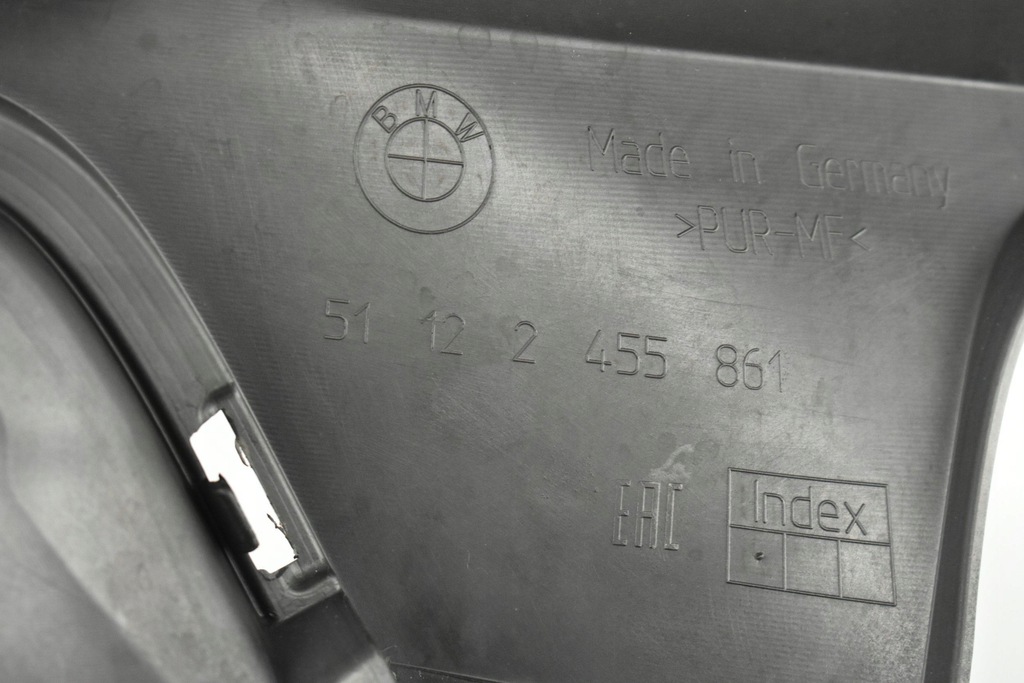 BMW
Made in Germany
>PUR-MF<
51 12 2 455 861
EAC
Index